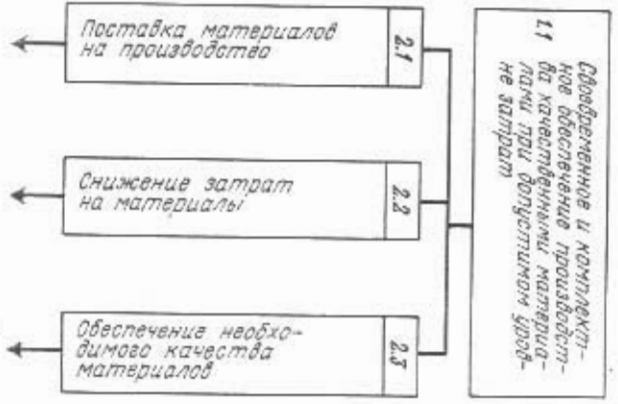 1.1
Своевременное и комплект-
ное обеспечение производст-
ва качественными материа-
лами при допустимом уров-
не затрат
2.1
Поставка материалов
на производство
2.2
Снижение затрат
на материалы
2.3
Обеспечение необхо-
димого качества
материалов